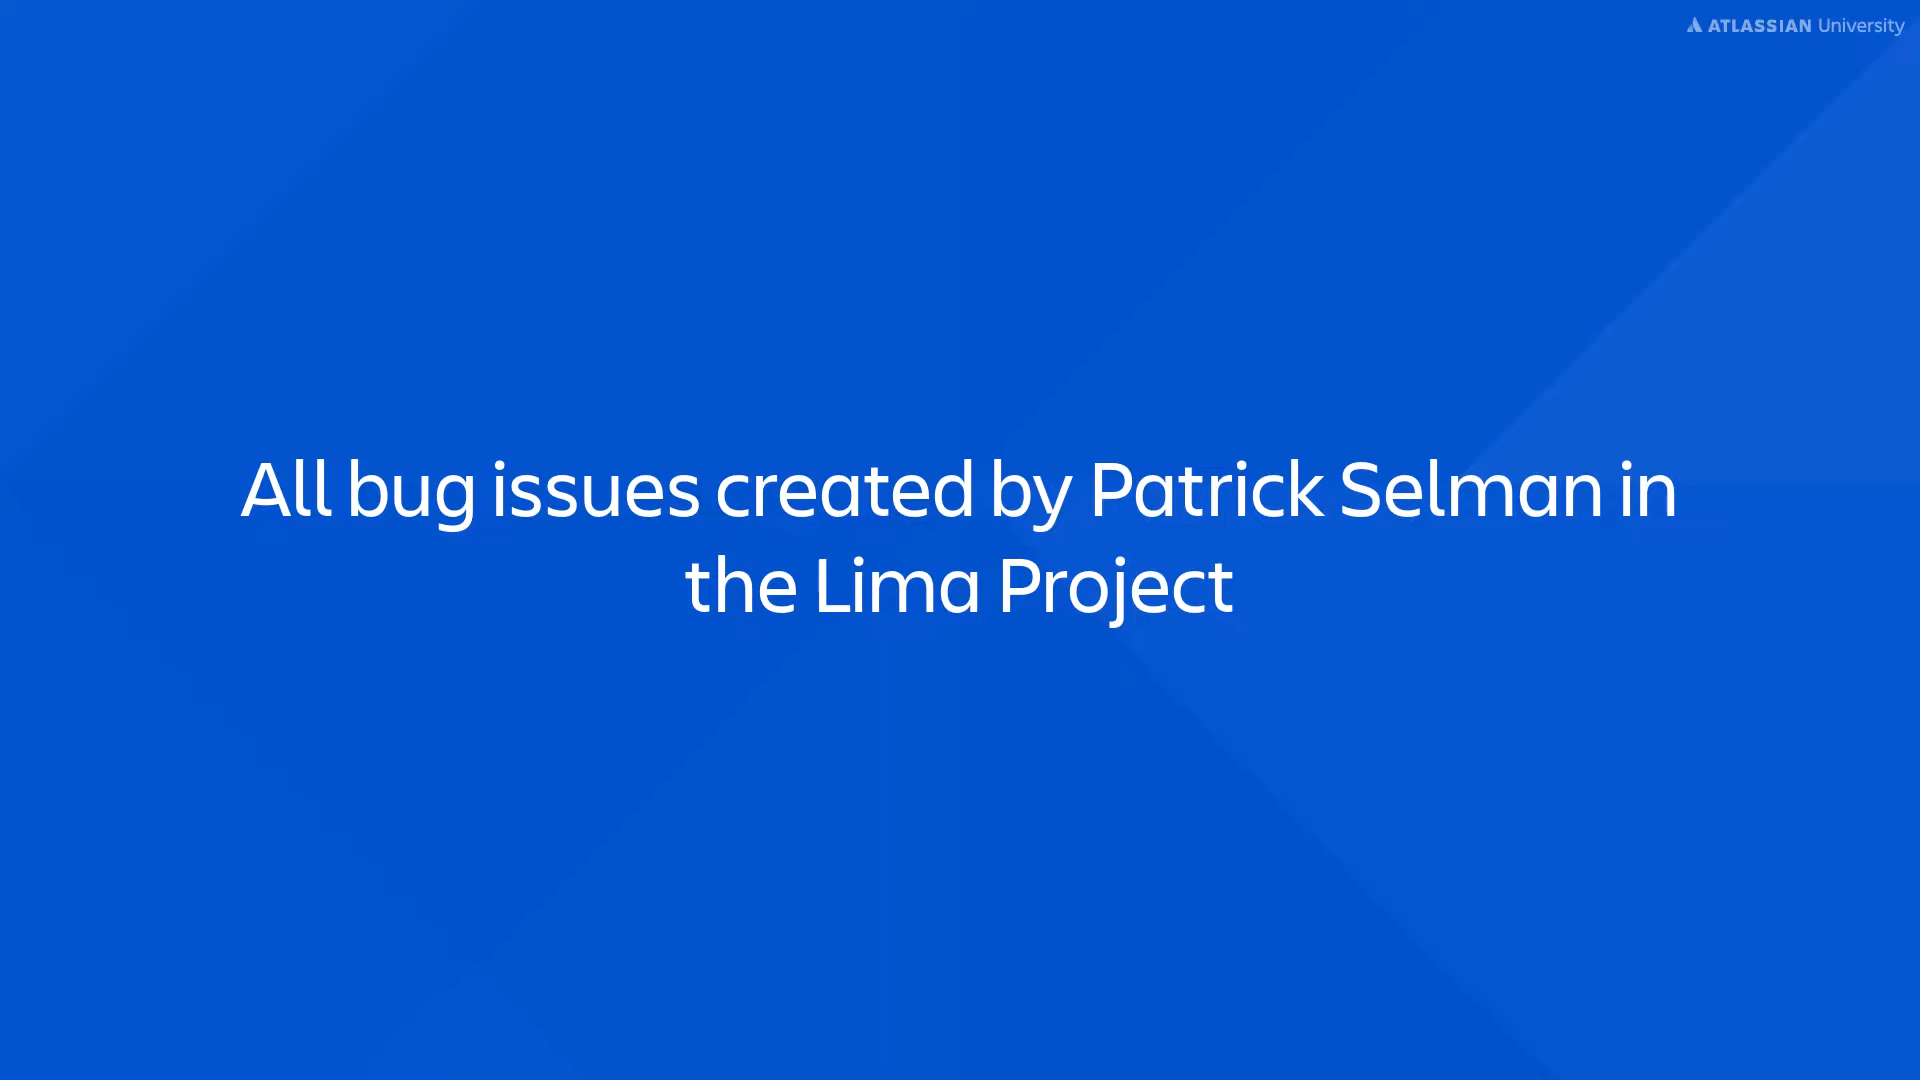 ATLASSIAN University
All bug issues created by Patrick Selman in
the Lima Project